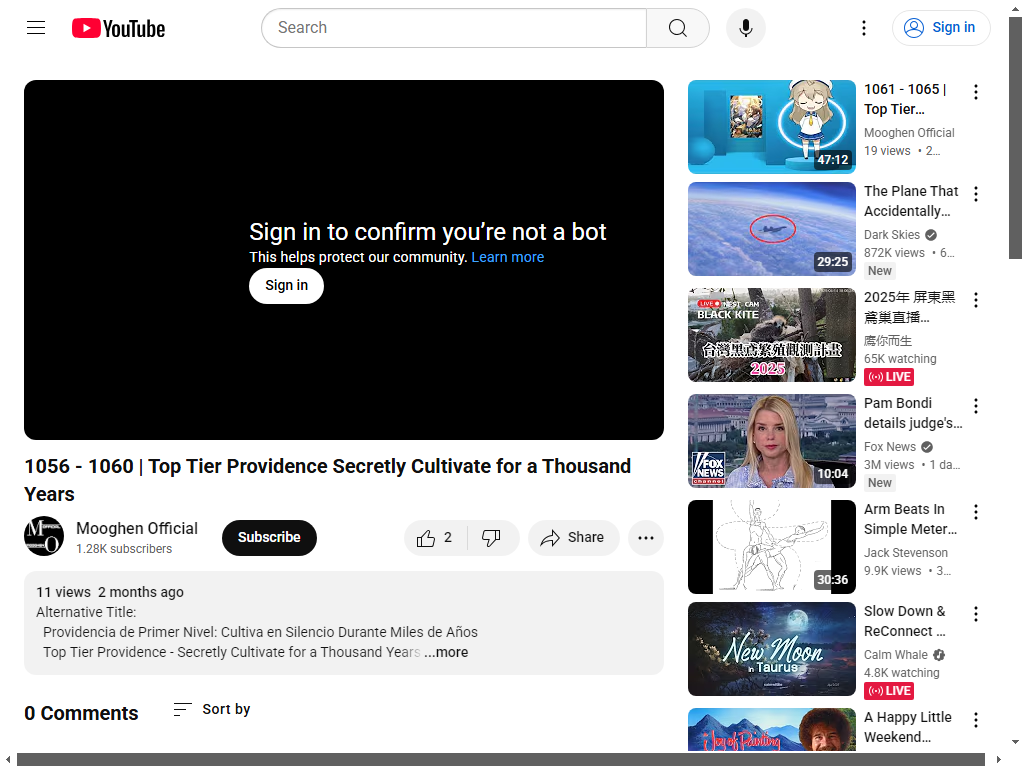 YouTube
Search
Sign in
Sign in to confirm you’re not a bot
This helps protect our community. Learn more
Sign in
1056 - 1060 | Top Tier Providence Secretly Cultivate for a Thousand
Years
Mooghen Official
1.28K subscribers
Subscribe
2
Share
11 views 2 months ago
Alternative Title:
Providencia de Primer Nivel: Cultiva en Silencio Durante Miles de Años
Top Tier Providence - Secretly Cultivate for a Thousand Years ...more
0 Comments
Sort by
47:12
1061 - 1065 |
Top Tier…
Mooghen Official
19 views • 2…
29:25
The Plane That
Accidentally…
Dark Skies
872K views • 6…
New
LIVE NEST CAM
BLACK KITE
台灣黑鳶繁殖觀測計畫
2025
2025年 屏東黑
鳶巢直播…
鷹你而生
65K watching
LIVE
FOX
NEWS
channel
10:04
Pam Bondi
details judge's…
Fox News
3M views • 1 da…
New
30:36
Arm Beats In
Simple Meter…
Jack Stevenson
9.9K views • 3…
New Moon
in Taurus
Slow Down &
ReConnect …
Calm Whale
4.8K watching
LIVE
Joy of Painting
A Happy Little
Weekend…